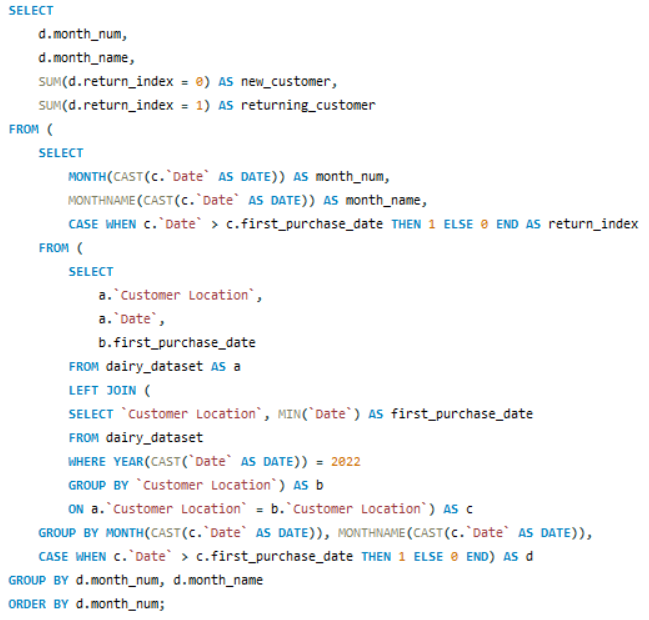 SELECT
d.month_num,
d.month_name,
SUM(d.return_index = 0) AS new_customer,
SUM(d.return_index = 1) AS returning_customer
FROM (
SELECT
MONTH(CAST(c.`Date` AS DATE)) AS month_num,
MONTHNAME(CAST(c.`Date` AS DATE)) AS month_name,
CASE WHEN c.`Date` > c.first_purchase_date THEN 1 ELSE 0 END AS return_index
FROM (
SELECT
a.`Customer Location`,
a.`Date`,
b.first_purchase_date
FROM dairy_dataset AS a
LEFT JOIN (
SELECT `Customer Location`, MIN(`Date`) AS first_purchase_date
FROM dairy_dataset
WHERE YEAR(CAST(`Date` AS DATE)) = 2022
GROUP BY `Customer Location`) AS b
ON a.`Customer Location` = b.`Customer Location`) AS c
GROUP BY MONTH(CAST(c.`Date` AS DATE)), MONTHNAME(CAST(c.`Date` AS DATE)),
CASE WHEN c.`Date` > c.first_purchase_date THEN 1 ELSE 0 END) AS d
GROUP BY d.month_num, d.month_name
ORDER BY d.month_num;